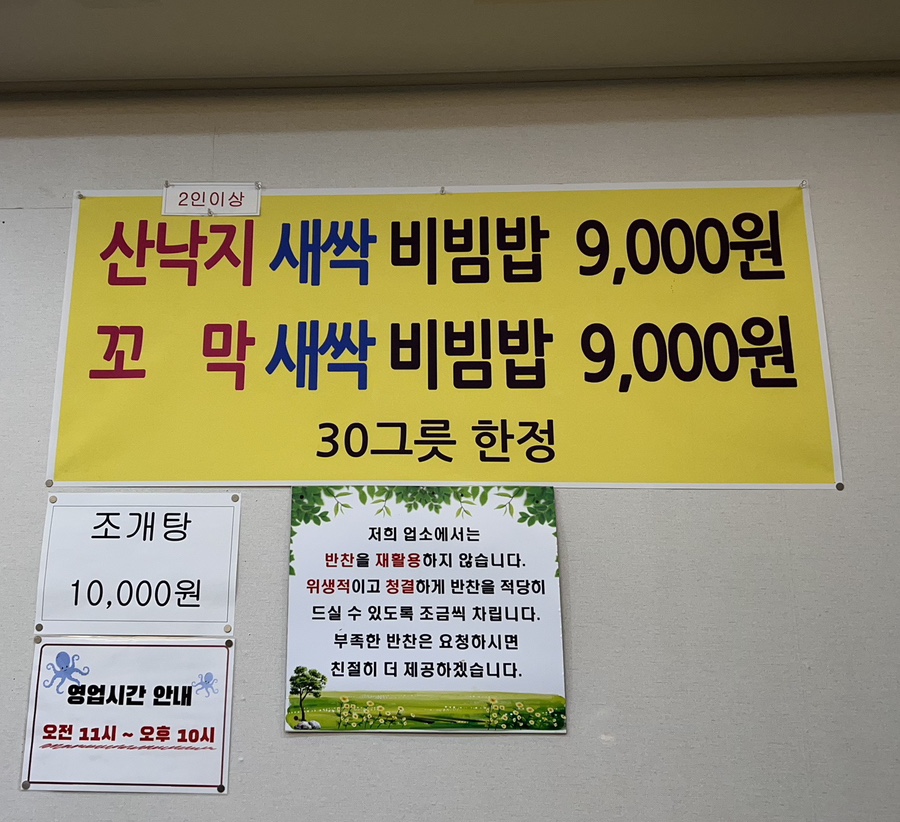 2인이상
산낙지 새싹 비빔밥 9,000원
꼬 막 새싹 비빔밥 9,000원
30그릇 한정
조개탕
10,000원
영업시간 안내
오전 11시 ~ 오후 10시
저희 업소에서는
반찬을 재활용하지 않습니다.
위생적이고 청결하게 반찬을 적당히
드실 수 있도록 조금씩 차립니다.
부족한 반찬은 요청하시면
친절히 더 제공하겠습니다.